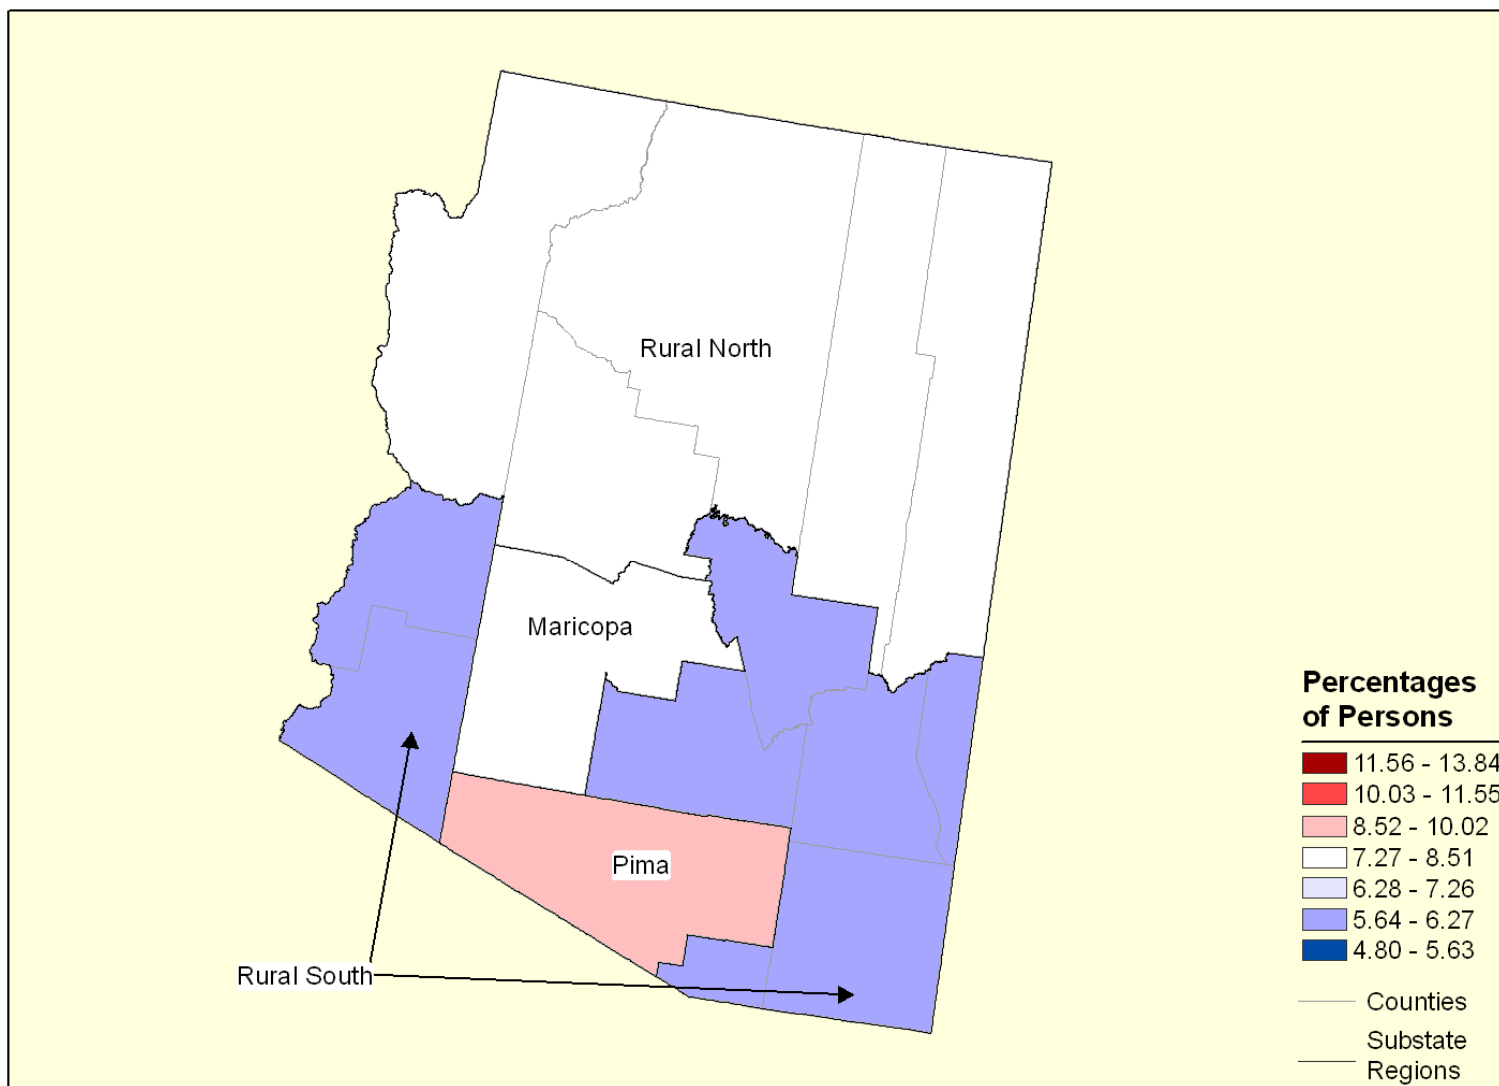 Rural North
Maricopa
Pima
Rural South
Percentages
of Persons
11.56 - 13.84
10.03 - 11.55
8.52 - 10.02
7.27 - 8.51
6.28 - 7.26
5.64 - 6.27
4.80 - 5.63
Counties
Substate
Regions